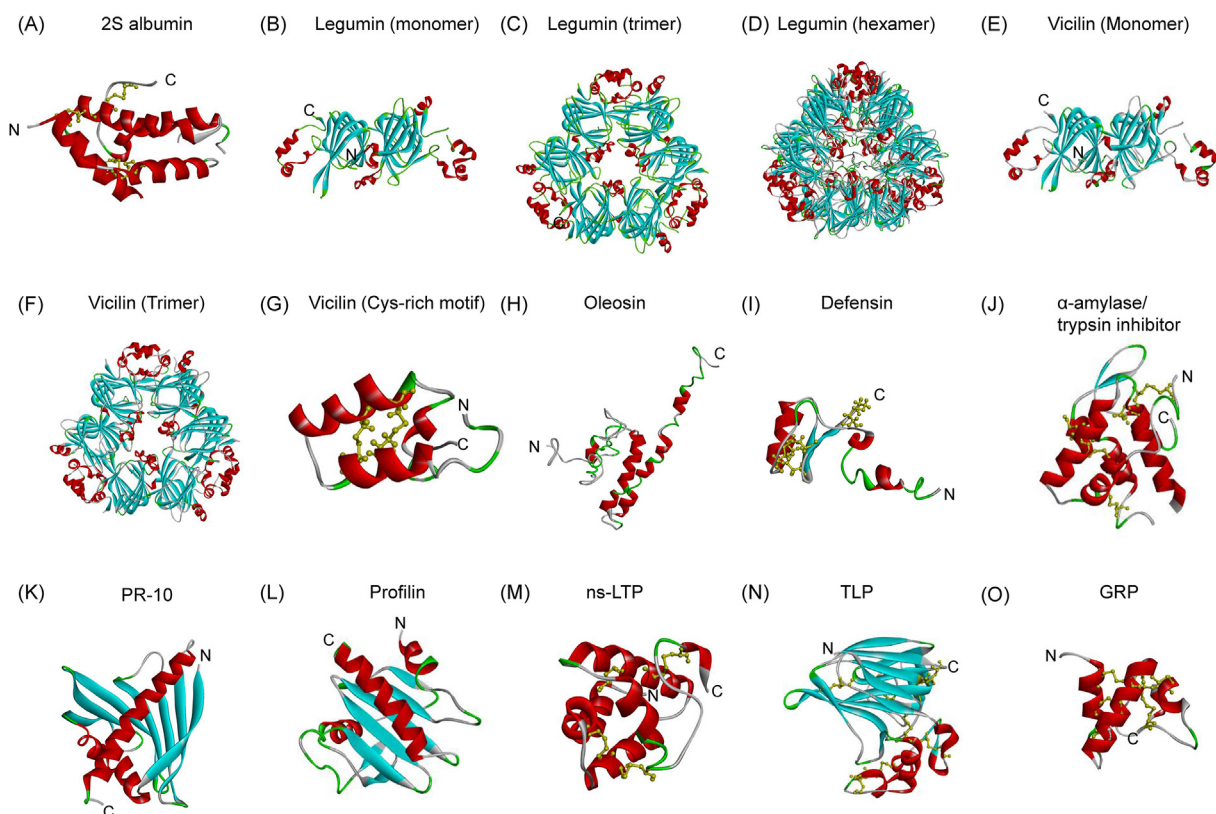 (A) 2S albumin
(B) Legumin (monomer)
(C) Legumin (trimer)
(D) Legumin (hexamer)
(E) Vicilin (Monomer)
C
N
C
N
C
N
(F) Vicilin (Trimer)
(G) Vicilin (Cys-rich motif)
(H) Oleosin
(I) Defensin
(J) α-amylase/
trypsin inhibitor
N
C
C
N
C
N
N
C
(K) PR-10
(L) Profilin
(M) ns-LTP
(N) TLP
(O) GRP
N
C
C
N
N
C
N
C
N
C